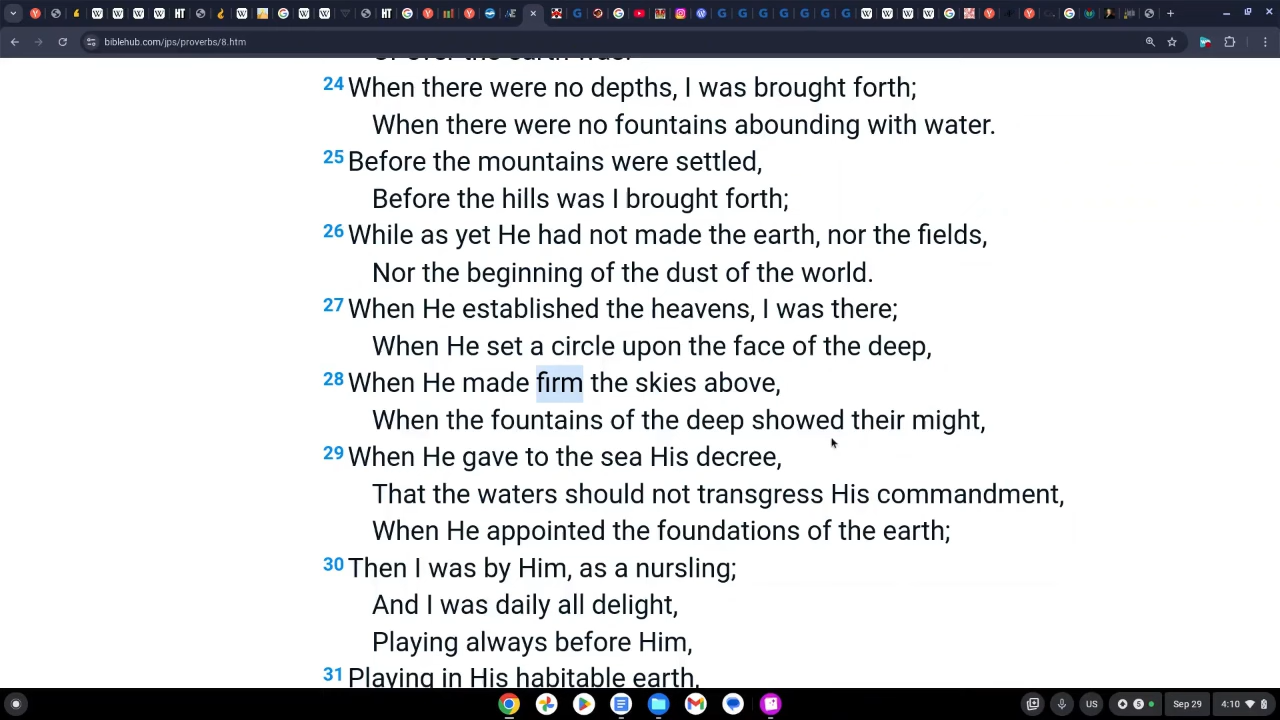 biblehub.com/jps/proverbs/8.htm
24 When there were no depths, I was brought forth;
When there were no fountains abounding with water.
25 Before the mountains were settled,
Before the hills was I brought forth;
26 While as yet He had not made the earth, nor the fields,
Nor the beginning of the dust of the world.
27 When He established the heavens, I was there;
When He set a circle upon the face of the deep,
28 When He made firm the skies above,
When the fountains of the deep showed their might,
29 When He gave to the sea His decree,
That the waters should not transgress His commandment,
When He appointed the foundations of the earth;
30 Then I was by Him, as a nursling;
And I was daily all delight,
Playing always before Him,
31 Playing in His habitable earth,
US
Sep 29
4:10